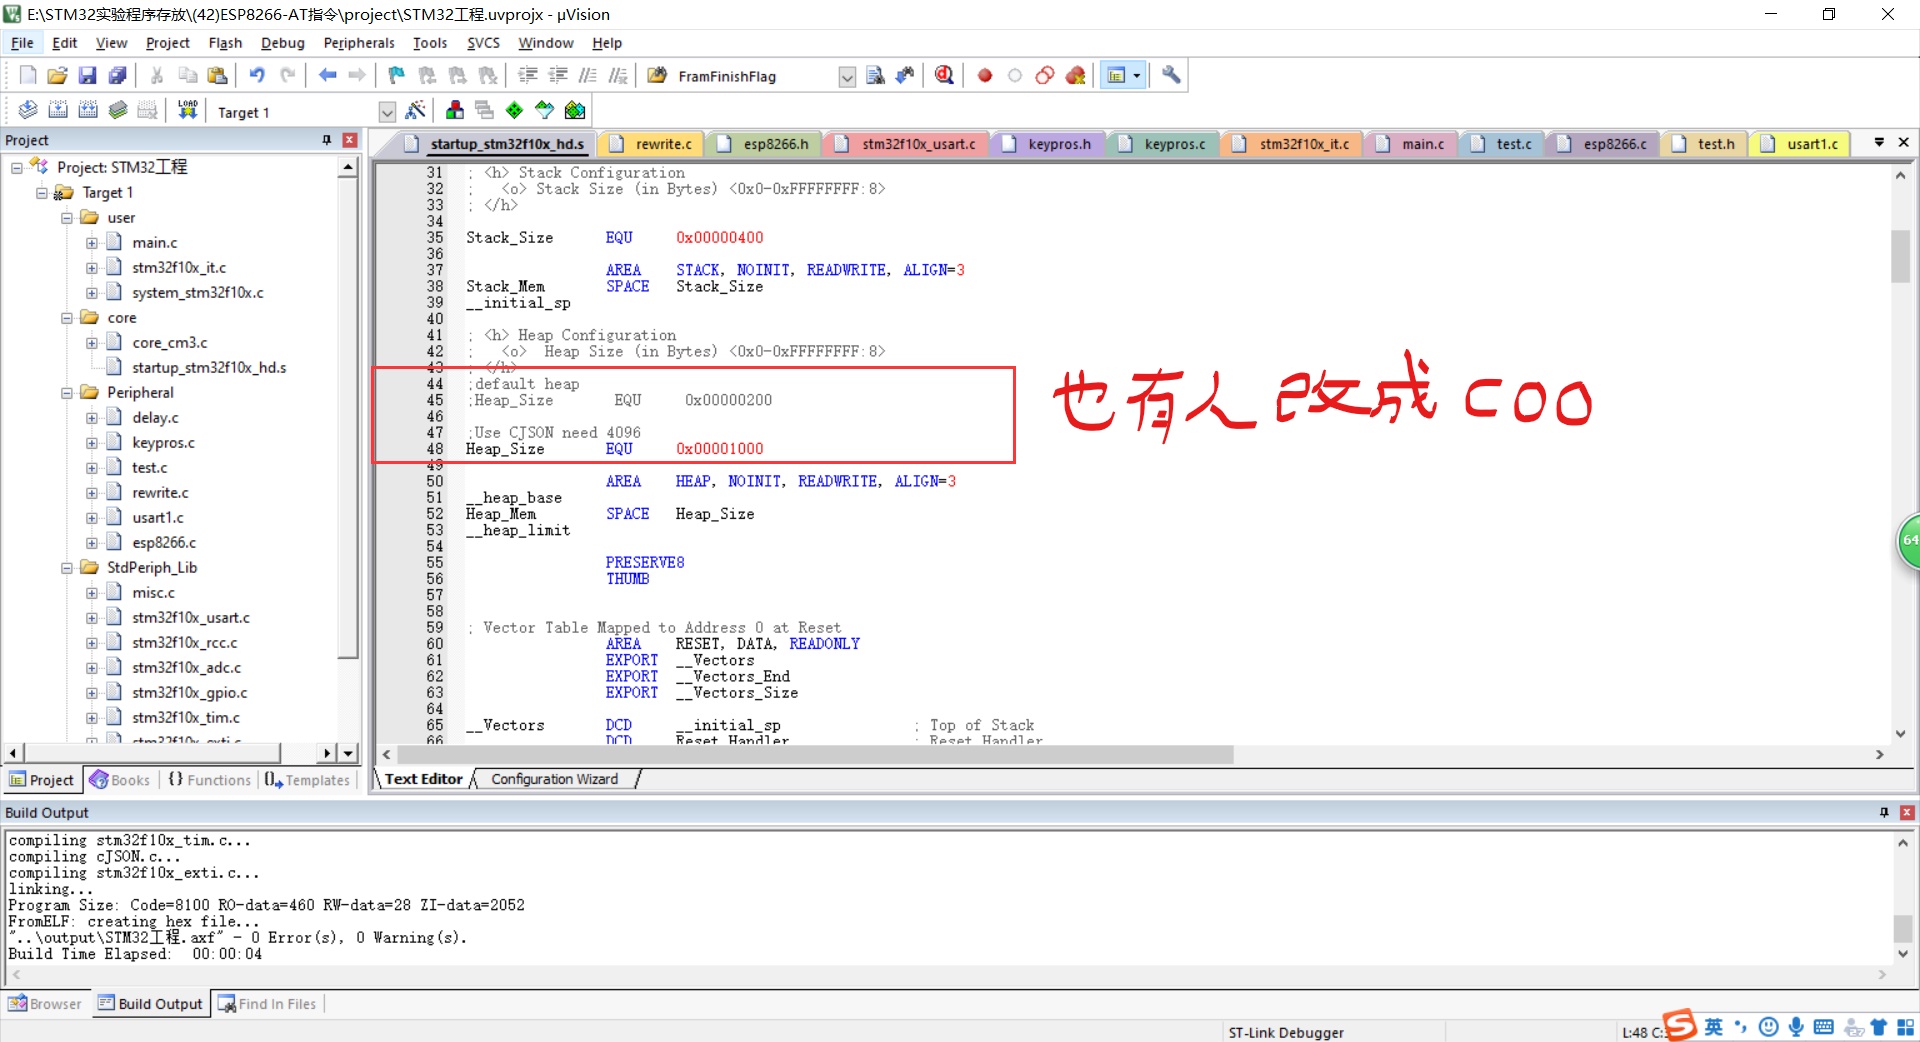 E:\STM32实验程序存放\(42)ESP8266-AT指令\project\STM32工程.uvprojx - µVision
File Edit View Project Flash Debug Peripherals Tools SVCS Window Help
FramFinishFlag
LOAD Target 1
Project
startup_stm32f10x_hd.s rewrite.c esp8266.h stm32f10x_usart.c keypros.h keypros.c stm32f10x_it.c main.c test.c esp8266.c test.h usart1.c
Project: STM32工程
Target 1
user
main.c
stm32f10x_it.c
system_stm32f10x.c
core
core_cm3.c
startup_stm32f10x_hd.s
Peripheral
delay.c
keypros.c
test.c
rewrite.c
usart1.c
esp8266.c
StdPeriph_Lib
misc.c
stm32f10x_usart.c
stm32f10x_rcc.c
stm32f10x_adc.c
stm32f10x_gpio.c
stm32f10x_tim.c
stm32f10x_exti.c
Project Books Functions Templates
31 ; <h> Stack Configuration
32 ;   <o> Stack Size (in Bytes) <0x0-0xFFFFFFFF:8>
33 ; </h>
34
35 Stack_Size EQU 0x00000400
36
37 AREA STACK, NOINIT, READWRITE, ALIGN=3
38 Stack_Mem SPACE Stack_Size
39 __initial_sp
40
41 ; <h> Heap Configuration
42 ;   <o>  Heap Size (in Bytes) <0x0-0xFFFFFFFF:8>
43 ; </h>
44 ;default heap
45 ;Heap_Size EQU 0x00000200
46
47 ;Use CJSON need 4096
48 Heap_Size EQU 0x00001000
49
50 AREA HEAP, NOINIT, READWRITE, ALIGN=3
51 __heap_base
52 Heap_Mem SPACE Heap_Size
53 __heap_limit
54
55 PRESERVE8
56 THUMB
57
58
59 ; Vector Table Mapped to Address 0 at Reset
60 AREA RESET, DATA, READONLY
61 EXPORT __Vectors
62 EXPORT __Vectors_End
63 EXPORT __Vectors_Size
64
65 __Vectors DCD __initial_sp ; Top of Stack
66 DCD Reset_Handler ; Reset Handler
也有人改成 C00
64
Text Editor Configuration Wizard
Build Output
compiling stm32f10x_tim.c...
compiling cJSON.c...
compiling stm32f10x_exti.c...
linking...
Program Size: Code=8100 RO-data=460 RW-data=28 ZI-data=2052
FromELF: creating hex file...
"..\output\STM32工程.axf" - 0 Error(s), 0 Warning(s).
Build Time Elapsed:  00:00:04
Browser Build Output Find In Files
ST-Link Debugger L:48 C: 英